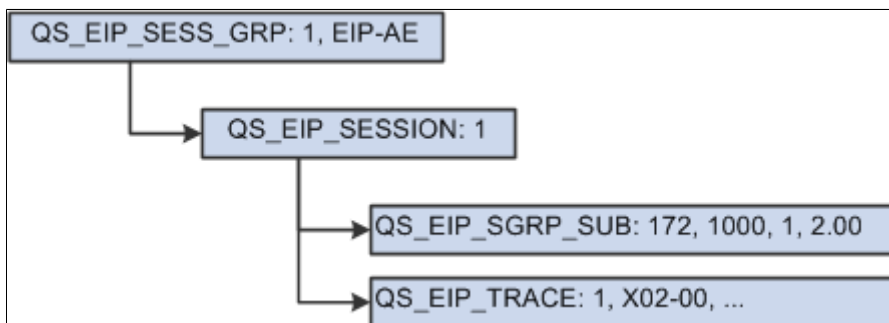 QS_EIP_SESS_GRP: 1, EIP-AE
QS_EIP_SESSION: 1
QS_EIP_SGRP_SUB: 172, 1000, 1, 2.00
QS_EIP_TRACE: 1, X02-00, ...